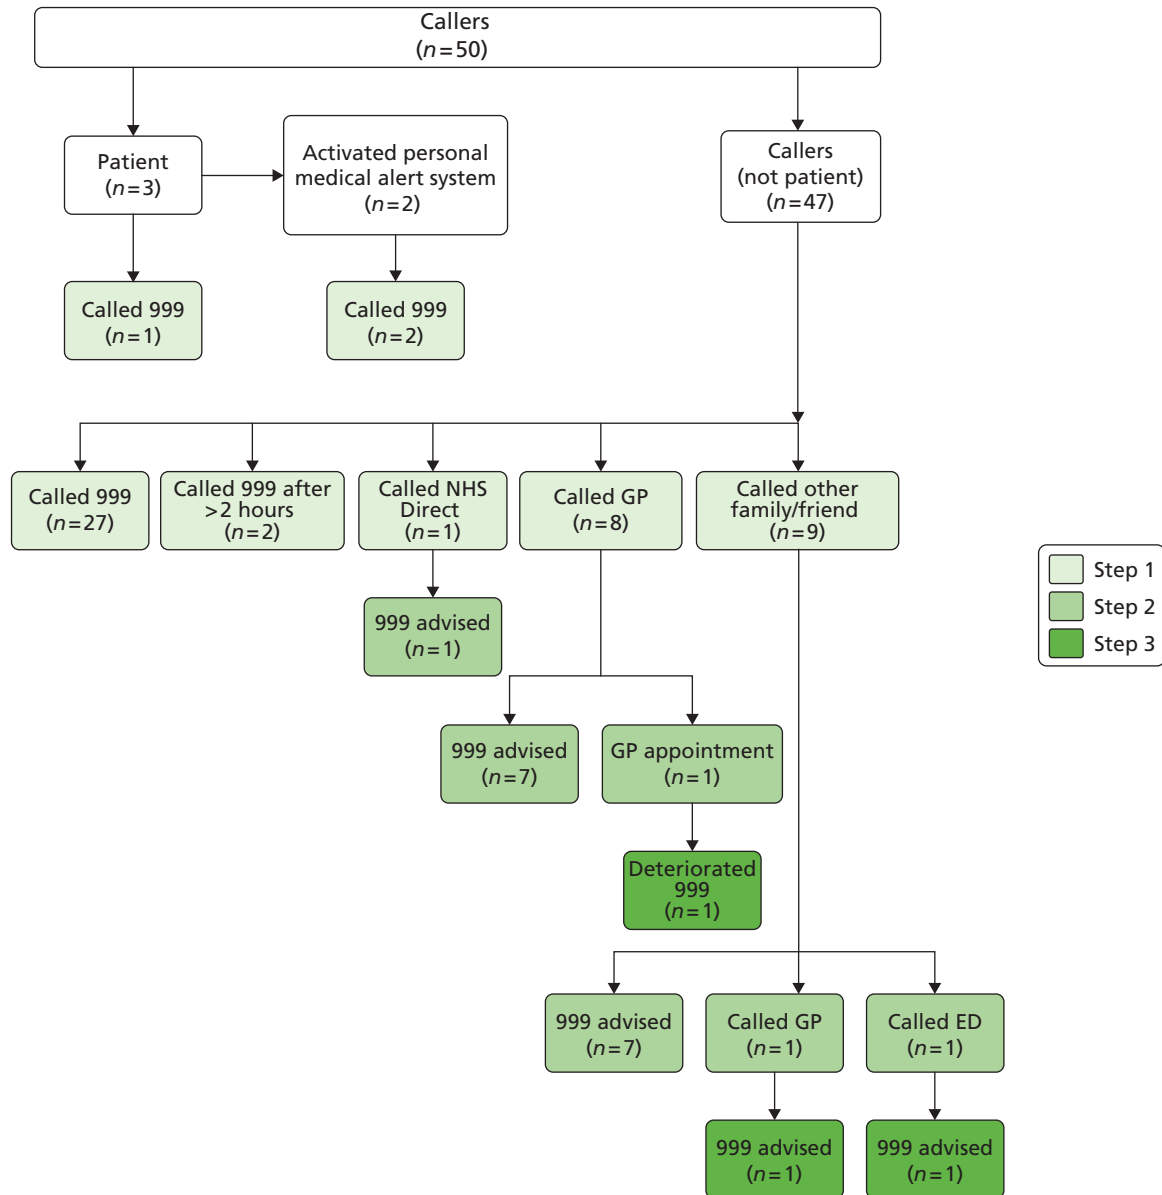 Callers
(n=50)
Patient
(n=3)
Activated personal
medical alert system
(n=2)
Callers
(not patient)
(n=47)
Called 999
(n=1)
Called 999
(n=2)
Called 999
(n=27)
Called 999 after
>2 hours
(n=2)
Called NHS
Direct
(n=1)
Called GP
(n=8)
Called other
family/friend
(n=9)
Step 1
Step 2
Step 3
999 advised
(n=1)
999 advised
(n=7)
GP appointment
(n=1)
Deteriorated
999
(n=1)
999 advised
(n=7)
Called GP
(n=1)
Called ED
(n=1)
999 advised
(n=1)
999 advised
(n=1)